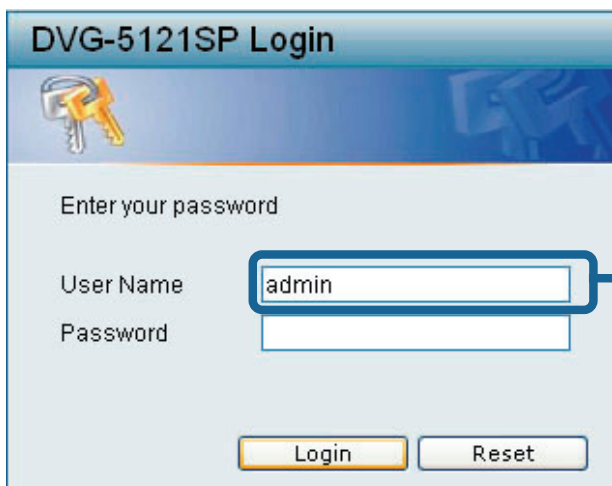 DVG-5121SP Login
Enter your password
User Name admin
Password
Login Reset